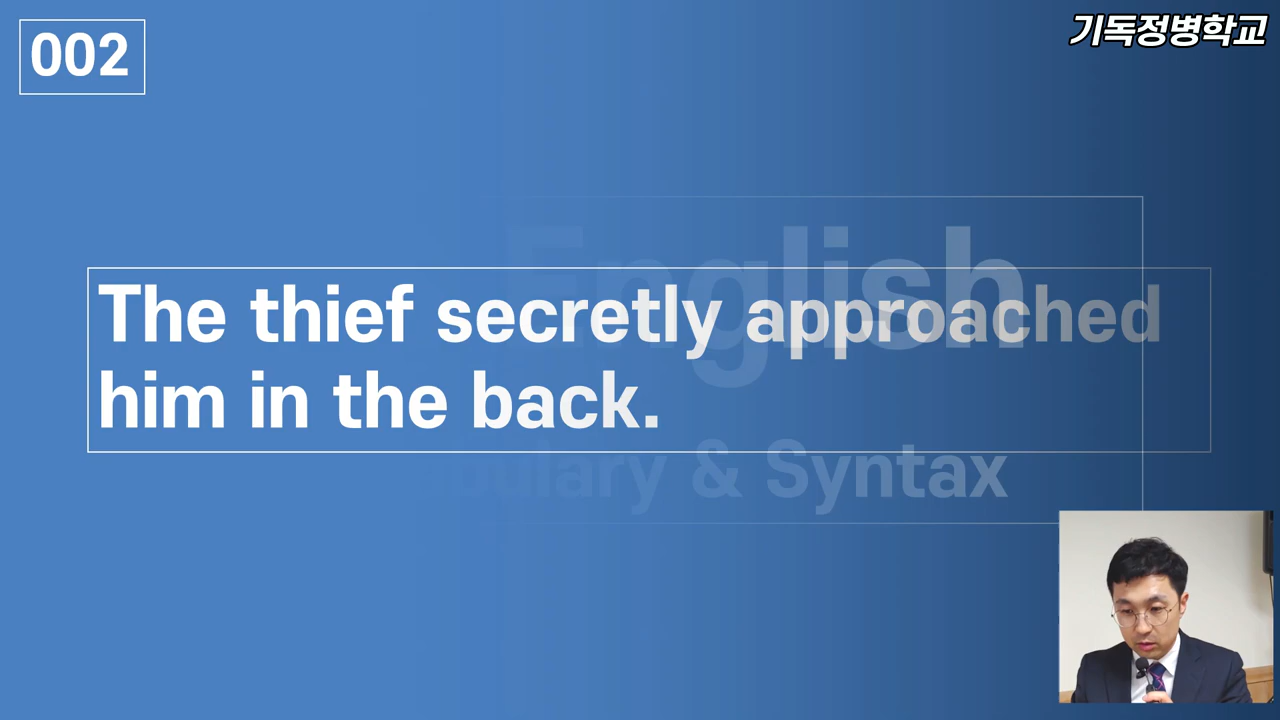 002
기독정병학교
English
The thief secretly approached
him in the back.
& Syntax